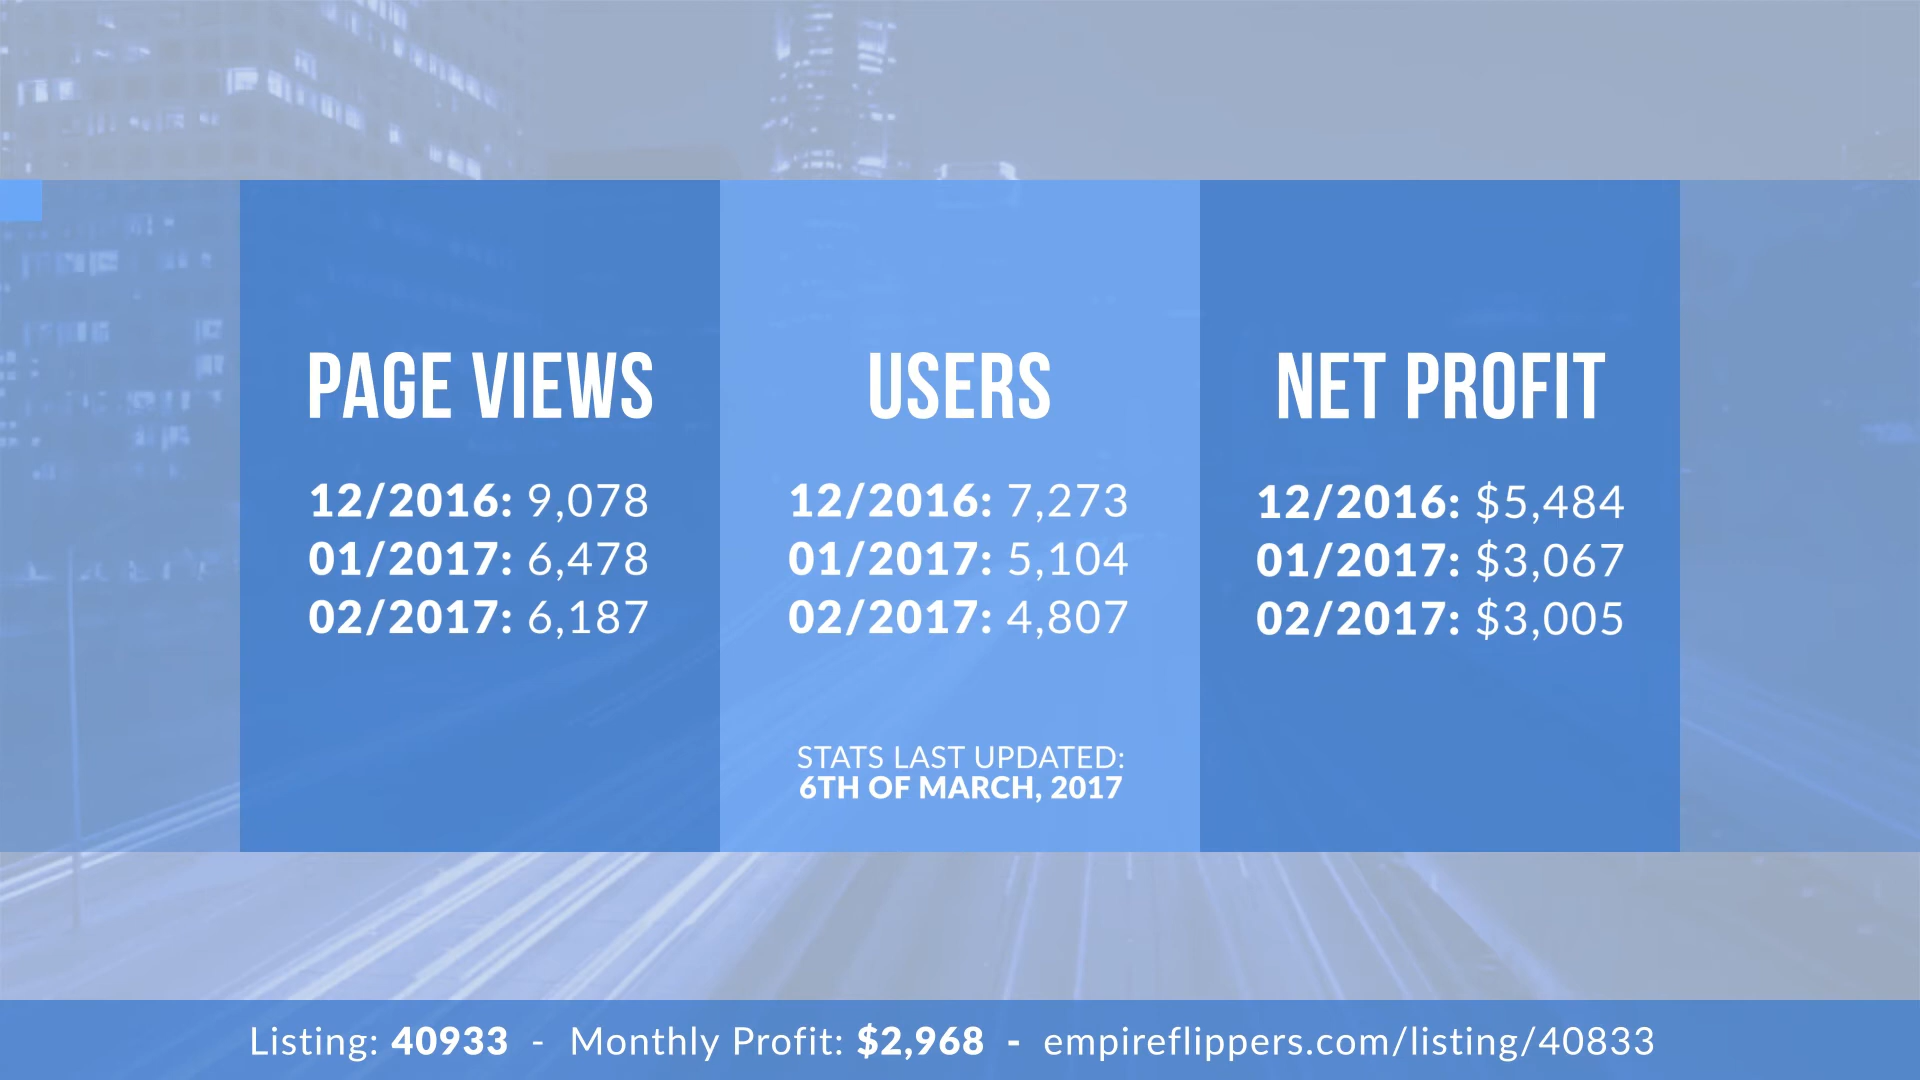 PAGE VIEWS
12/2016: 9,078
01/2017: 6,478
02/2017: 6,187
USERS
12/2016: 7,273
01/2017: 5,104
02/2017: 4,807
STATS LAST UPDATED:
6TH OF MARCH, 2017
NET PROFIT
12/2016: $5,484
01/2017: $3,067
02/2017: $3,005
Listing: 40933 - Monthly Profit: $2,968 - empireflippers.com/listing/40833